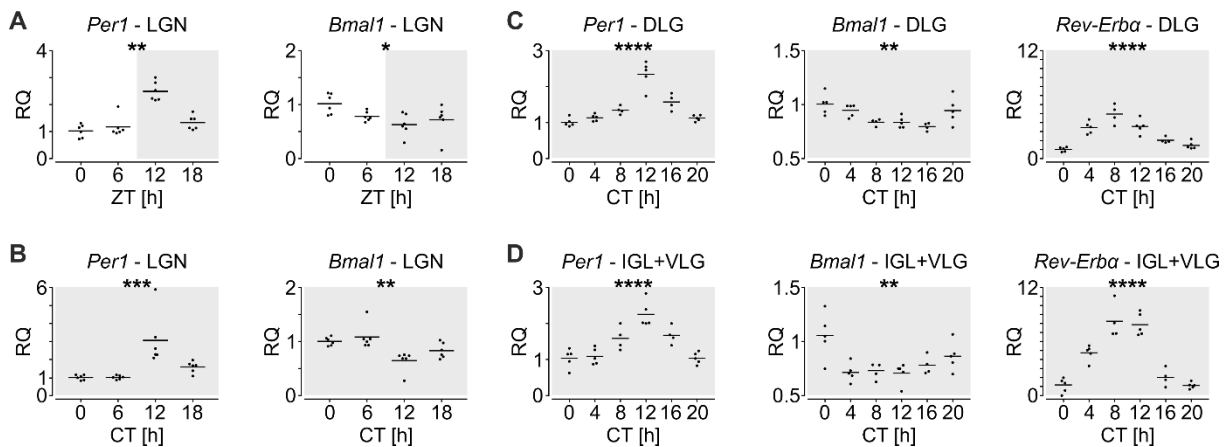 A
Per1 - LGN
**
RQ
4
2
1
0
0 6 12 18
ZT [h]
Bmal1 - LGN
*
RQ
2
1
0
0 6 12 18
ZT [h]
C
Per1 - DLG
****
RQ
3
2
1
0
0 4 8 12 16 20
CT [h]
Bmal1 - DLG
**
RQ
1.5
1
0.5
0 4 8 12 16 20
CT [h]
Rev-Erbα - DLG
****
RQ
12
6
0
0 4 8 12 16 20
CT [h]
B
Per1 - LGN
***
RQ
6
4
2
1
0
0 6 12 18
CT [h]
Bmal1 - LGN
**
RQ
2
1
0
0 6 12 18
CT [h]
D
Per1 - IGL+VLG
****
RQ
3
2
1
0
0 4 8 12 16 20
CT [h]
Bmal1 - IGL+VLG
**
RQ
1.5
1
0.5
0 4 8 12 16 20
CT [h]
Rev-Erbα - IGL+VLG
****
RQ
12
6
0
0 4 8 12 16 20
CT [h]